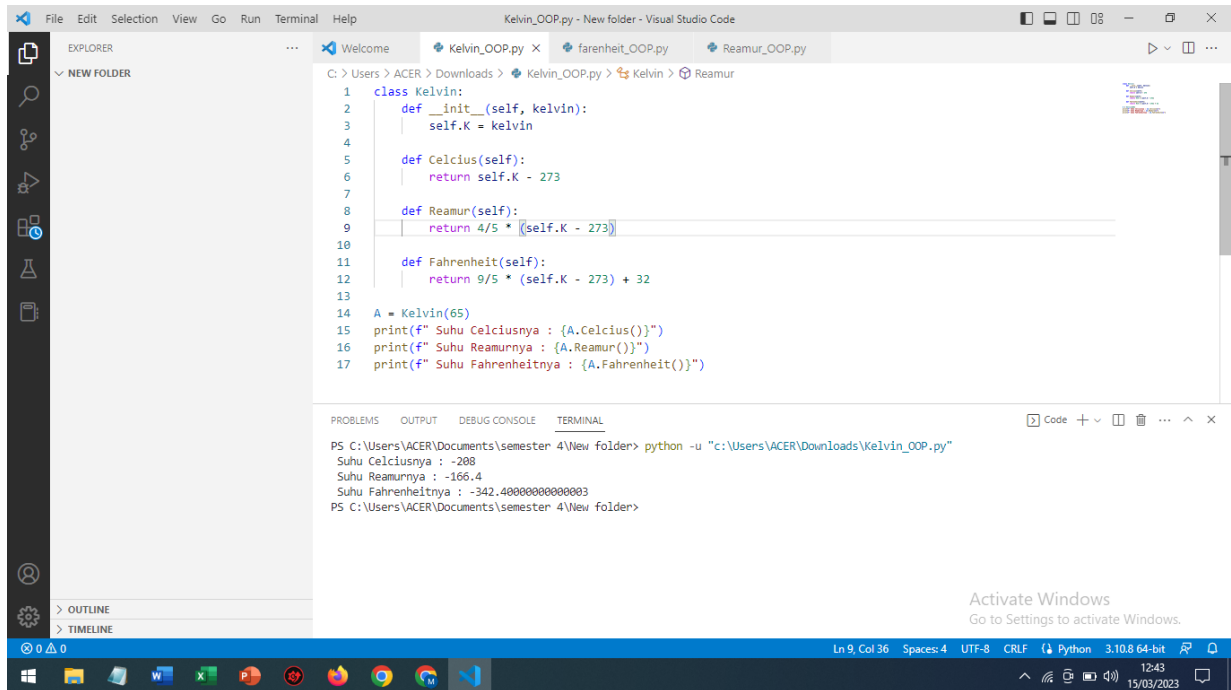 File Edit Selection View Go Run Terminal Help Kelvin_OOP.py - New folder - Visual Studio Code
EXPLORER
NEW FOLDER
OUTLINE
TIMELINE
Welcome Kelvin_OOP.py farenheit_OOP.py Reamur_OOP.py
C: > Users > ACER > Downloads > Kelvin_OOP.py > Kelvin > Reamur
1 class Kelvin:
2     def __init__(self, kelvin):
3         self.K = kelvin
4
5     def Celcius(self):
6         return self.K - 273
7
8     def Reamur(self):
9         return 4/5 * (self.K - 273)
10
11     def Fahrenheit(self):
12         return 9/5 * (self.K - 273) + 32
13
14 A = Kelvin(65)
15 print(f" Suhu Celciusnya : {A.Celcius()}")
16 print(f" Suhu Reamurnya : {A.Reamur()}")
17 print(f" Suhu Fahrenheitnya : {A.Fahrenheit()}")
PROBLEMS OUTPUT DEBUG CONSOLE TERMINAL Code
PS C:\Users\ACER\Documents\semester 4\New folder> python -u "c:\Users\ACER\Downloads\Kelvin_OOP.py"
Suhu Celciusnya : -208
Suhu Reamurnya : -166.4
Suhu Fahrenheitnya : -342.40000000000003
PS C:\Users\ACER\Documents\semester 4\New folder>
Activate Windows
Go to Settings to activate Windows.
0 0 Ln 9, Col 36 Spaces: 4 UTF-8 CRLF Python 3.10.8 64-bit
12:43
15/03/2023